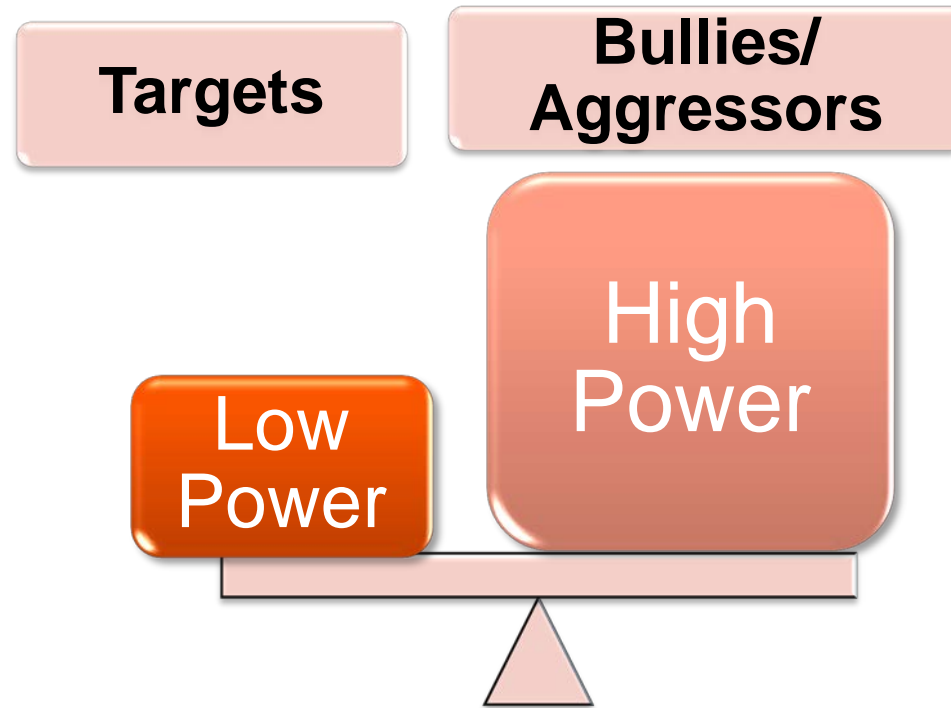 Targets
Bullies/
Aggressors
Low
Power
High
Power